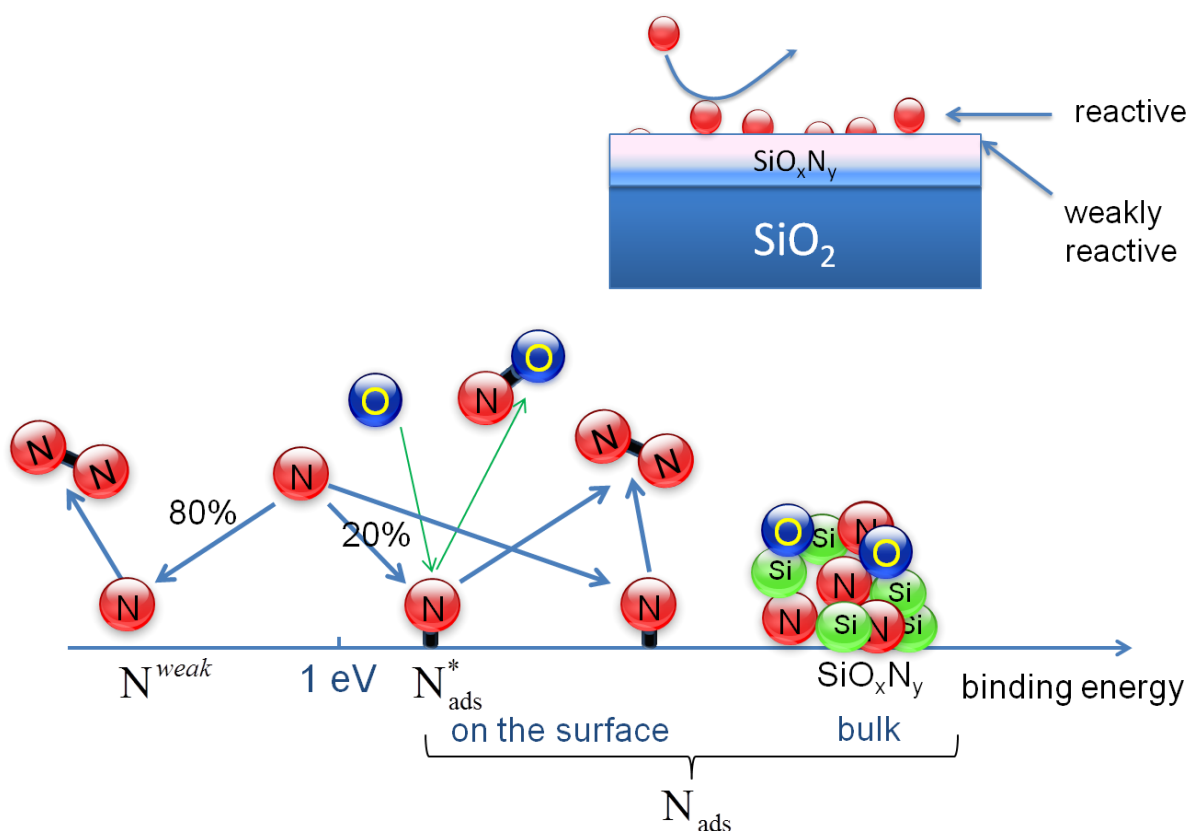 reactive
SiOxNy
weakly
reactive
SiO2
O
O
N
N
N
N
N
N
80%
20%
O
N
Si
O
Si
N
Si
N
N
N
N
Si
N
Si
Nweak
1 eV
N*ads
SiOxNy
binding energy
on the surface
bulk
Nads